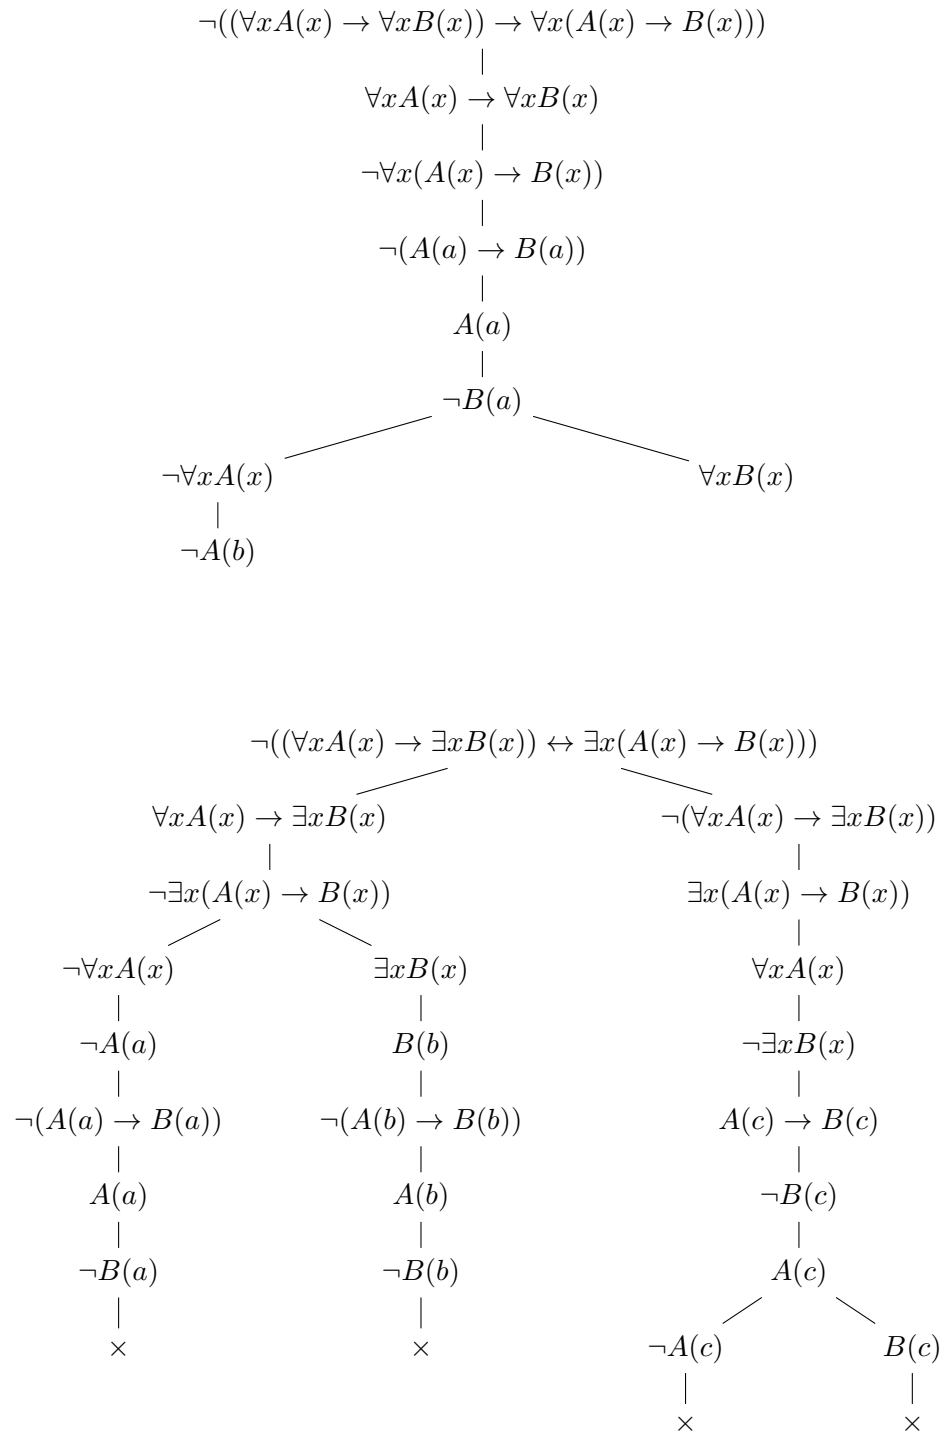 ¬((∀xA(x) → ∀xB(x)) → ∀x(A(x) → B(x)))
∀xA(x) → ∀xB(x)
¬∀x(A(x) → B(x))
¬(A(a) → B(a))
A(a)
¬B(a)
¬∀xA(x) ∀xB(x)
¬A(b)
¬((∀xA(x) → ∃xB(x)) ↔ ∃x(A(x) → B(x)))
∀xA(x) → ∃xB(x) ¬(∀xA(x) → ∃xB(x))
¬∃x(A(x) → B(x)) ∃x(A(x) → B(x))
¬∀xA(x) ∃xB(x) ∀xA(x)
¬A(a) B(b) ¬∃xB(x)
¬(A(a) → B(a)) ¬(A(b) → B(b)) A(c) → B(c)
A(a) A(b) ¬B(c)
¬B(a) ¬B(b) A(c)
× × ¬A(c) B(c)
× ×